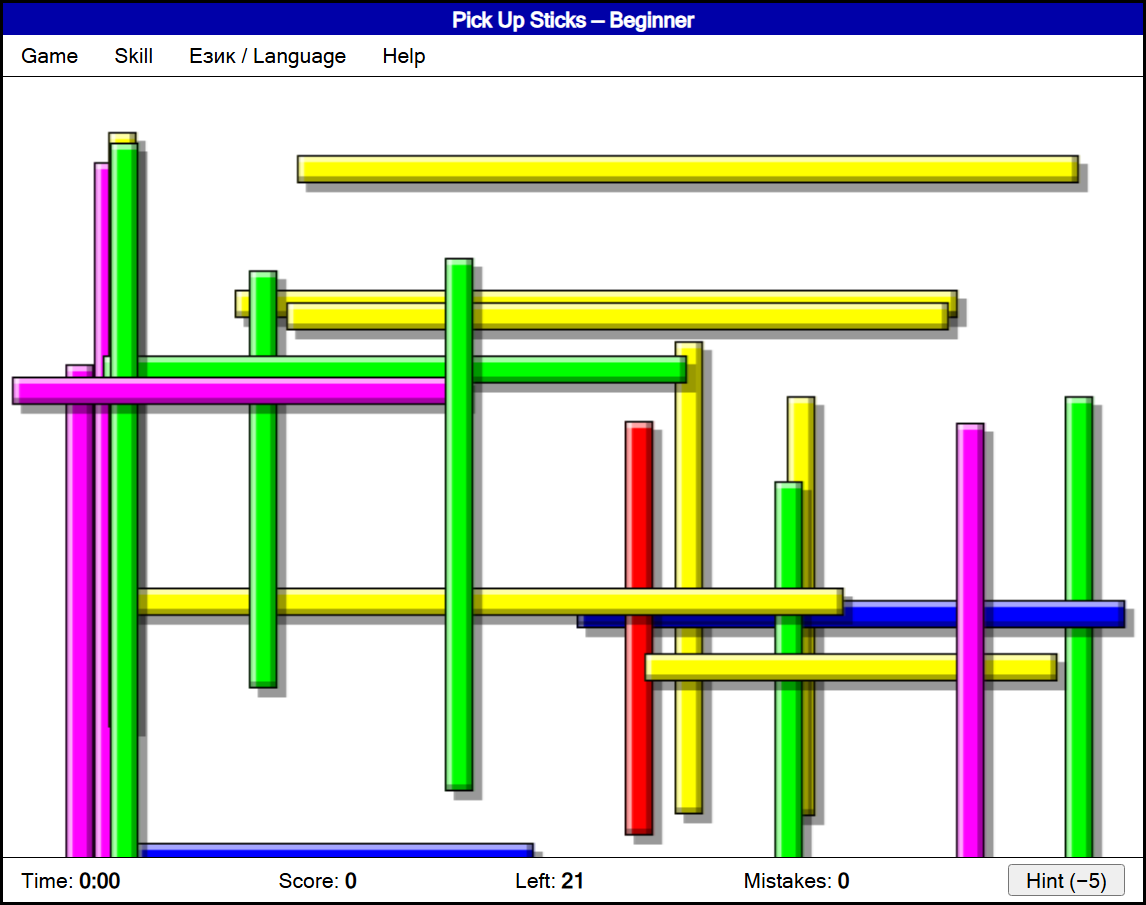 Pick Up Sticks – Beginner
Game Skill Език / Language Help
Time: 0:00 Score: 0 Left: 21 Mistakes: 0 Hint (−5)